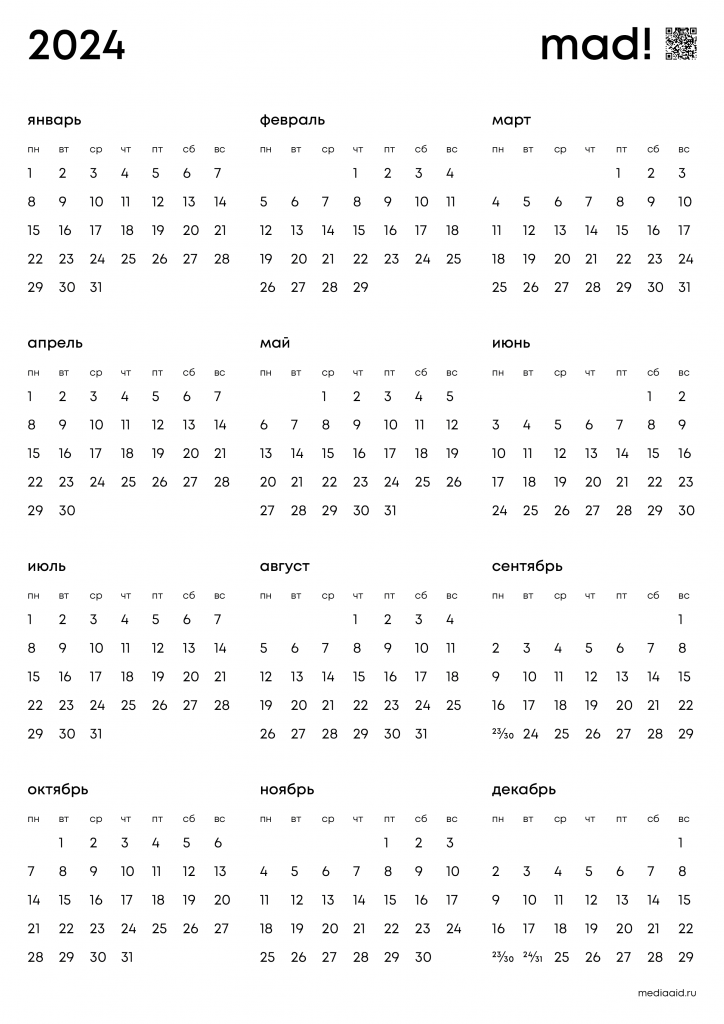 2024 mad!
январь февраль март
пн вт ср чт пт сб вс пн вт ср чт пт сб вс пн вт ср чт пт сб вс
1 2 3 4 5 6 7 1 2 3 4 1 2 3
8 9 10 11 12 13 14 5 6 7 8 9 10 11 4 5 6 7 8 9 10
15 16 17 18 19 20 21 12 13 14 15 16 17 18 11 12 13 14 15 16 17
22 23 24 25 26 27 28 19 20 21 22 23 24 25 18 19 20 21 22 23 24
29 30 31 26 27 28 29 25 26 27 28 29 30 31
апрель май июнь
пн вт ср чт пт сб вс пн вт ср чт пт сб вс пн вт ср чт пт сб вс
1 2 3 4 5 6 7 1 2 3 4 5 1 2
8 9 10 11 12 13 14 6 7 8 9 10 11 12 3 4 5 6 7 8 9
15 16 17 18 19 20 21 13 14 15 16 17 18 19 10 11 12 13 14 15 16
22 23 24 25 26 27 28 20 21 22 23 24 25 26 17 18 19 20 21 22 23
29 30 27 28 29 30 31 24 25 26 27 28 29 30
июль август сентябрь
пн вт ср чт пт сб вс пн вт ср чт пт сб вс пн вт ср чт пт сб вс
1 2 3 4 5 6 7 1 2 3 4 1
8 9 10 11 12 13 14 5 6 7 8 9 10 11 2 3 4 5 6 7 8
15 16 17 18 19 20 21 12 13 14 15 16 17 18 9 10 11 12 13 14 15
22 23 24 25 26 27 28 19 20 21 22 23 24 25 16 17 18 19 20 21 22
29 30 31 26 27 28 29 30 31 23/30 24 25 26 27 28 29
октябрь ноябрь декабрь
пн вт ср чт пт сб вс пн вт ср чт пт сб вс пн вт ср чт пт сб вс
1 2 3 4 5 6 1 2 3 1
7 8 9 10 11 12 13 4 5 6 7 8 9 10 2 3 4 5 6 7 8
14 15 16 17 18 19 20 11 12 13 14 15 16 17 9 10 11 12 13 14 15
21 22 23 24 25 26 27 18 19 20 21 22 23 24 16 17 18 19 20 21 22
28 29 30 31 25 26 27 28 29 30 23/30 24/31 25 26 27 28 29
mediaaid.ru